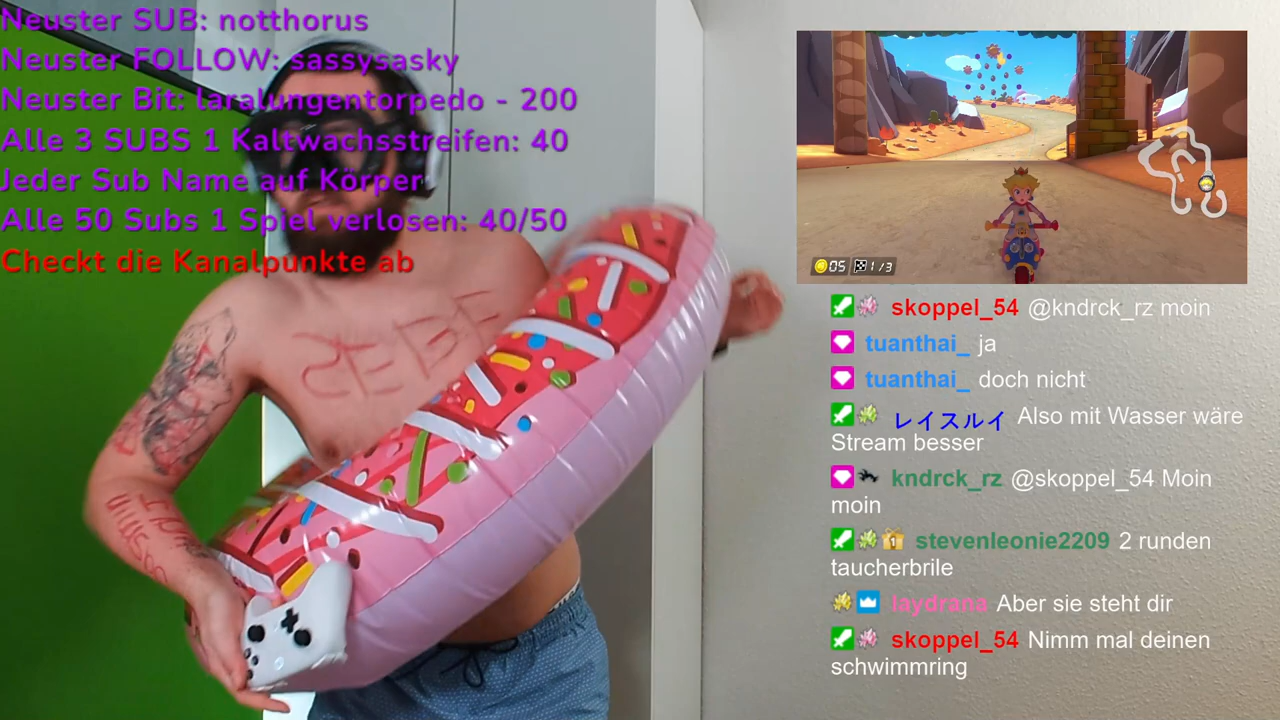 Neuster SUB: notthorus
Neuster FOLLOW: sassysasky
Neuster Bit: laralungentorpedo - 200
Alle 3 SUBS 1 Kaltwachsstreifen: 40
Jeder Sub Name auf Körper
Alle 50 Subs 1 Spiel verlosen: 40/50
Checkt die Kanalpunkte ab
05 1/3
skoppel_54 @kndrck_rz moin
tuanthai_ ja
tuanthai_ doch nicht
レイスルイ Also mit Wasser wäre
Stream besser
kndrck_rz @skoppel_54 Moin
moin
stevenleonie2209 2 runden
taucherbrile
laydrana Aber sie steht dir
skoppel_54 Nimm mal deinen
schwimmring